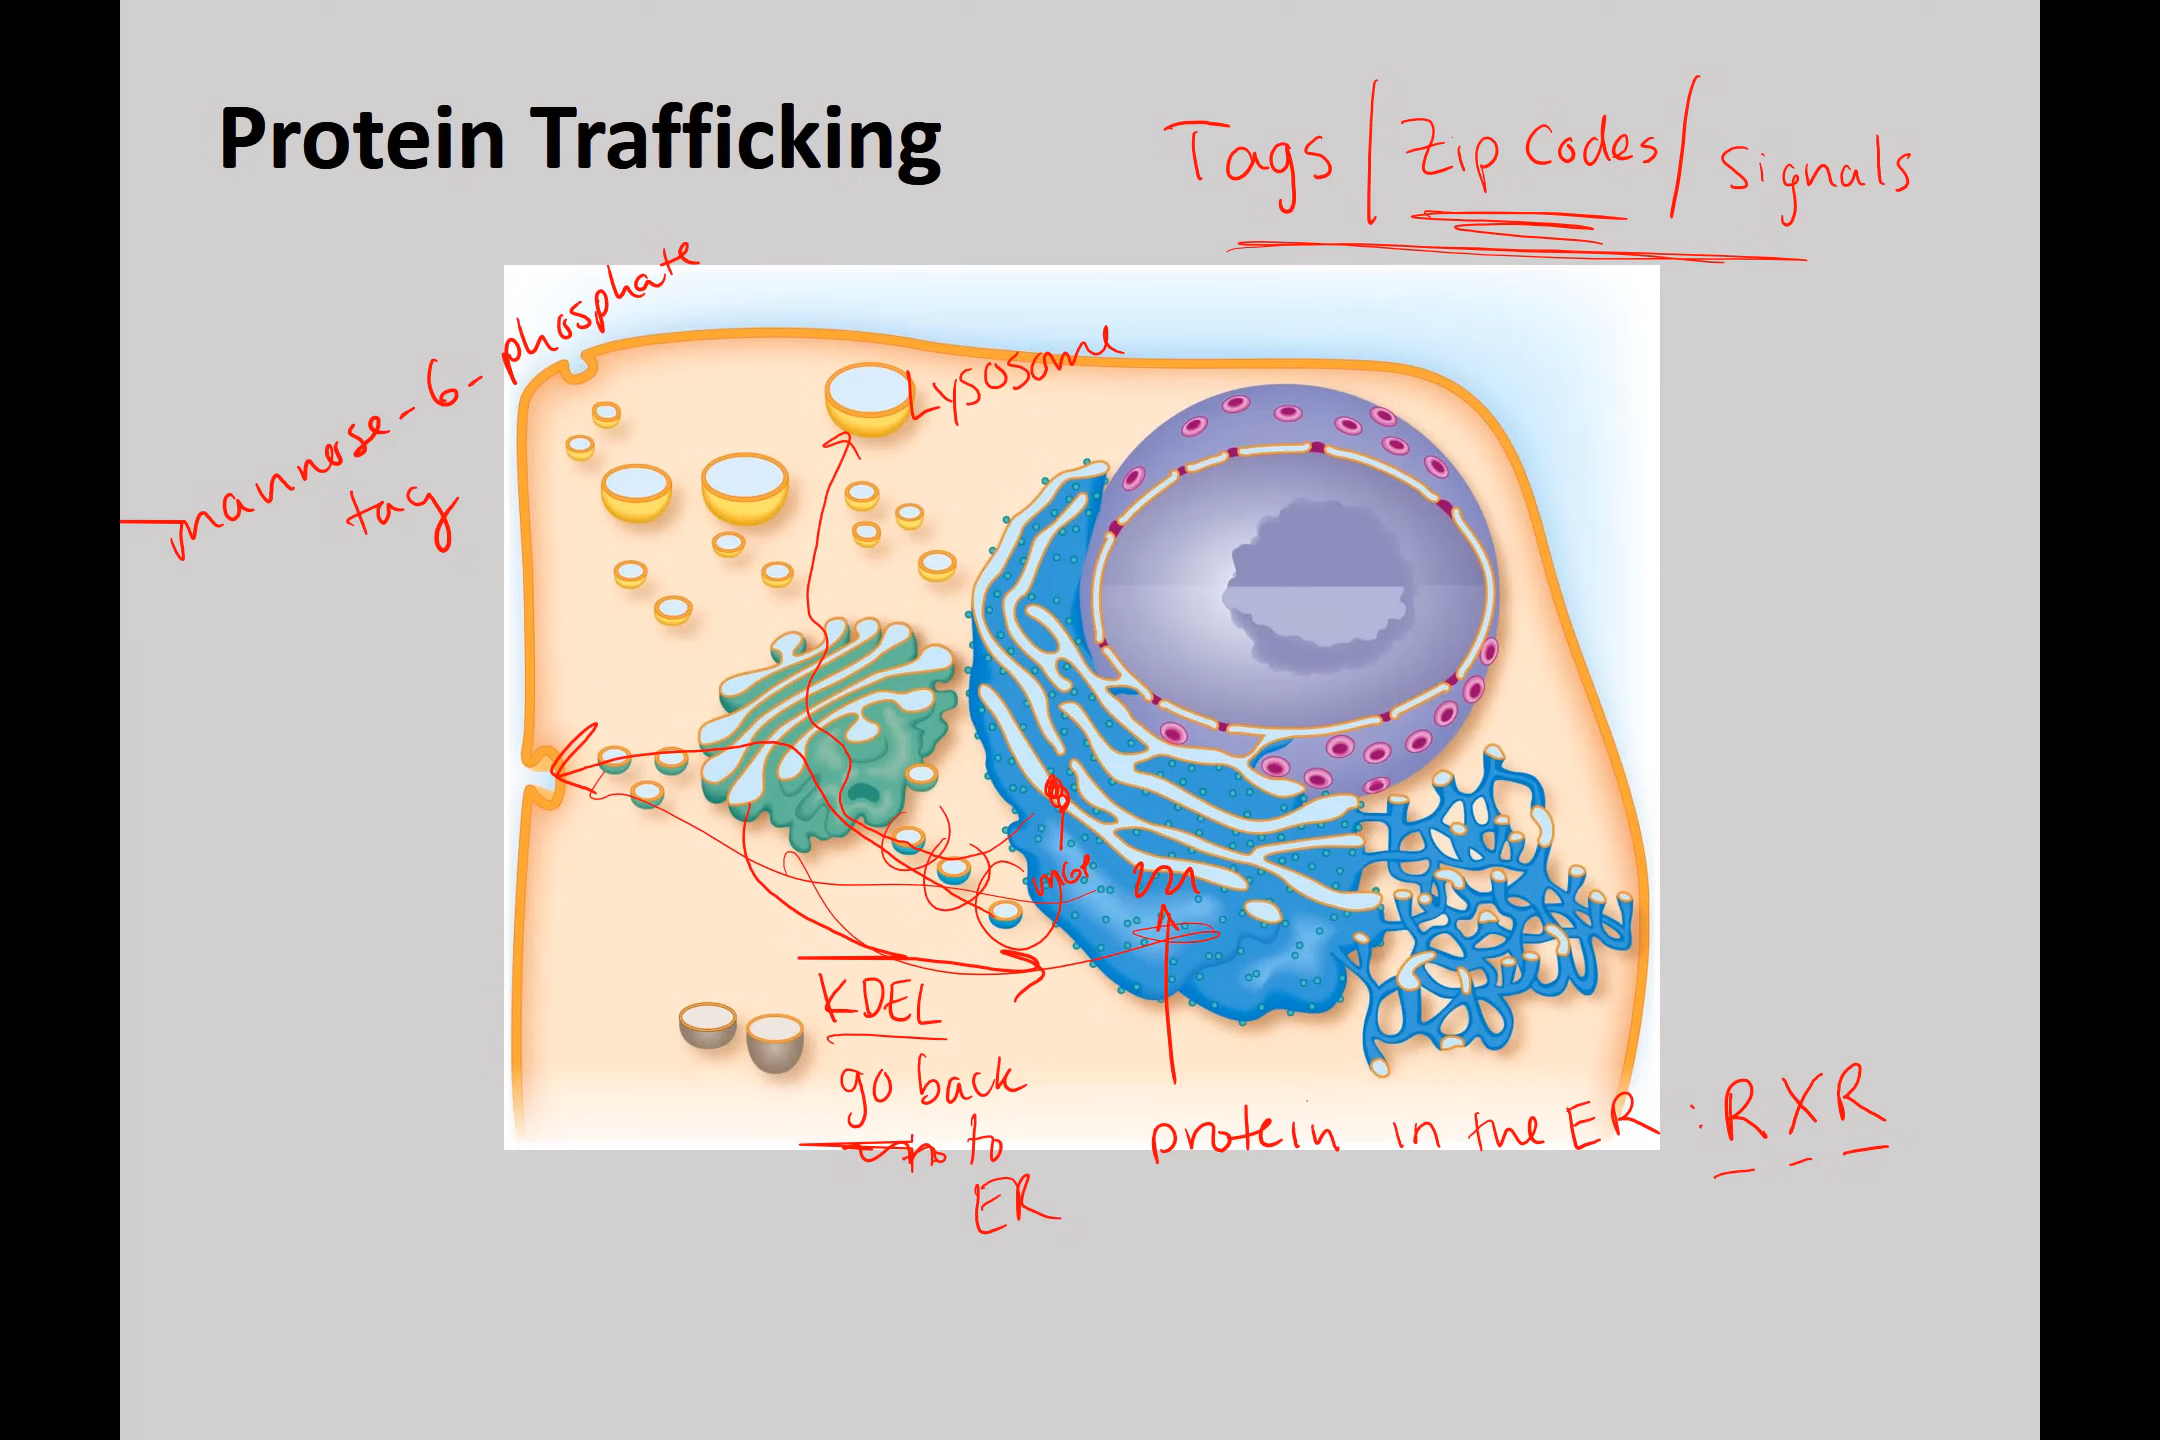 Protein Trafficking
Tags / Zip Codes / Signals
mannose-6-phosphate
tag
Lysosome
M6P
KDEL
go back
to
ER
protein in the ER : RXR